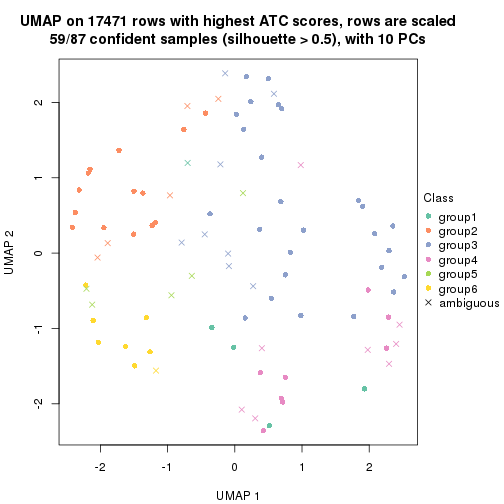 UMAP on 17471 rows with highest ATC scores, rows are scaled
59/87 confident samples (silhouette > 0.5), with 10 PCs
UMAP 2
2
1
0
-1
-2
-2
-1
0
1
2
UMAP 1
Class
group1
group2
group3
group4
group5
group6
ambiguous